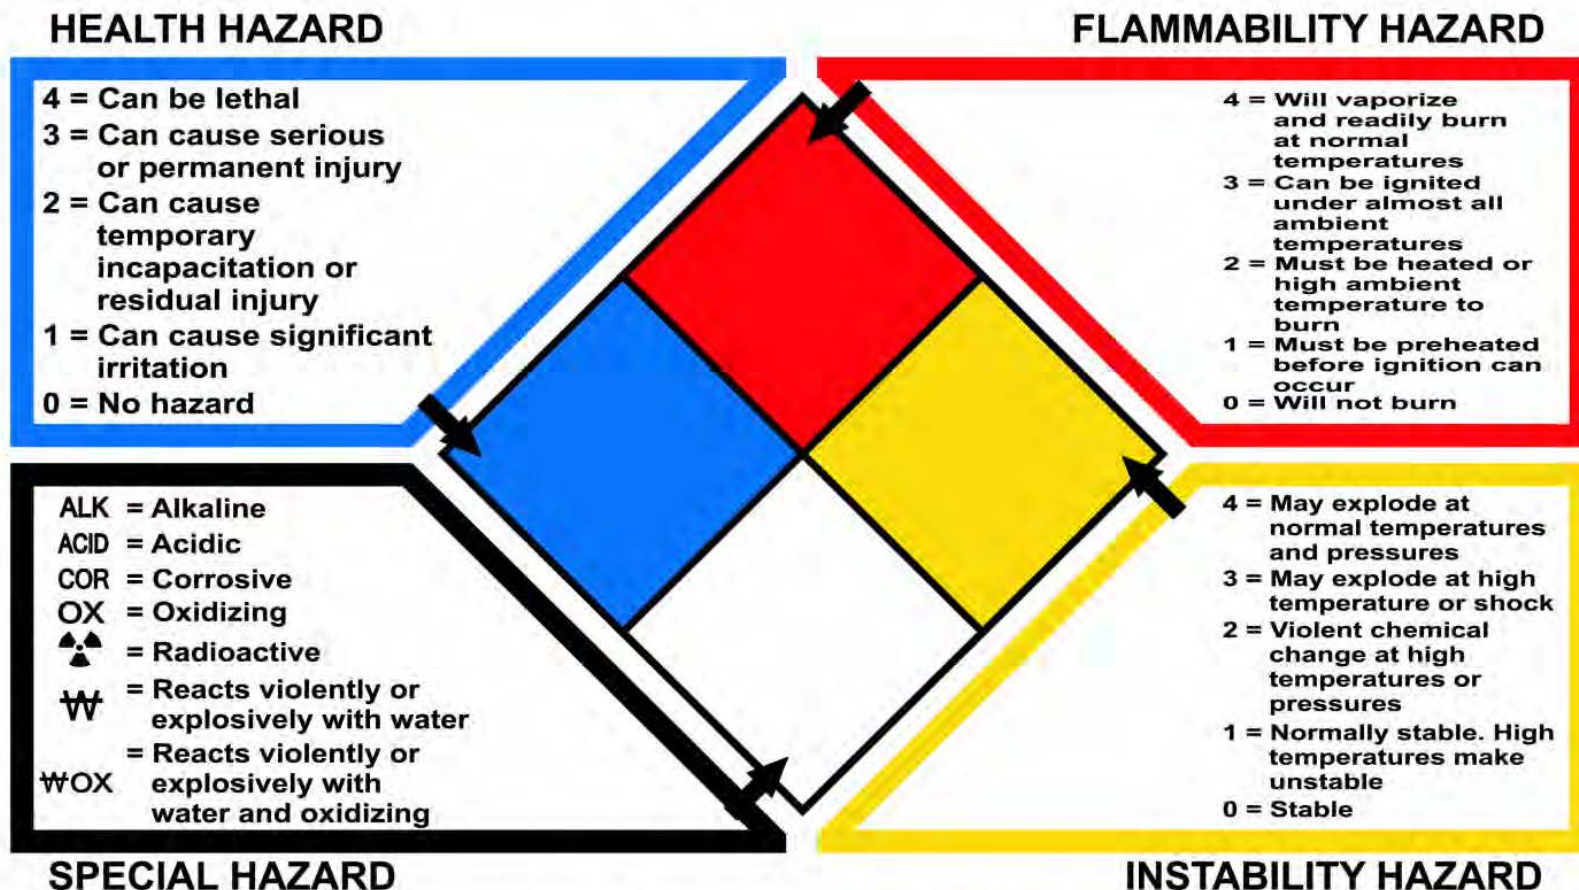 HEALTH HAZARD
4 = Can be lethal
3 = Can cause serious
or permanent injury
2 = Can cause
temporary
incapacitation or
residual injury
1 = Can cause significant
irritation
0 = No hazard
FLAMMABILITY HAZARD
4 = Will vaporize
and readily burn
at normal
temperatures
3 = Can be ignited
under almost all
ambient
temperatures
2 = Must be heated or
high ambient
temperature to
burn
1 = Must be preheated
before ignition can
occur
0 = Will not burn
ALK = Alkaline
ACID = Acidic
COR = Corrosive
OX = Oxidizing
☢ = Radioactive
W̶ = Reacts violently or
explosively with water
= Reacts violently or
W̶OX explosively with
water and oxidizing
SPECIAL HAZARD
4 = May explode at
normal temperatures
and pressures
3 = May explode at high
temperature or shock
2 = Violent chemical
change at high
temperatures or
pressures
1 = Normally stable. High
temperatures make
unstable
0 = Stable
INSTABILITY HAZARD